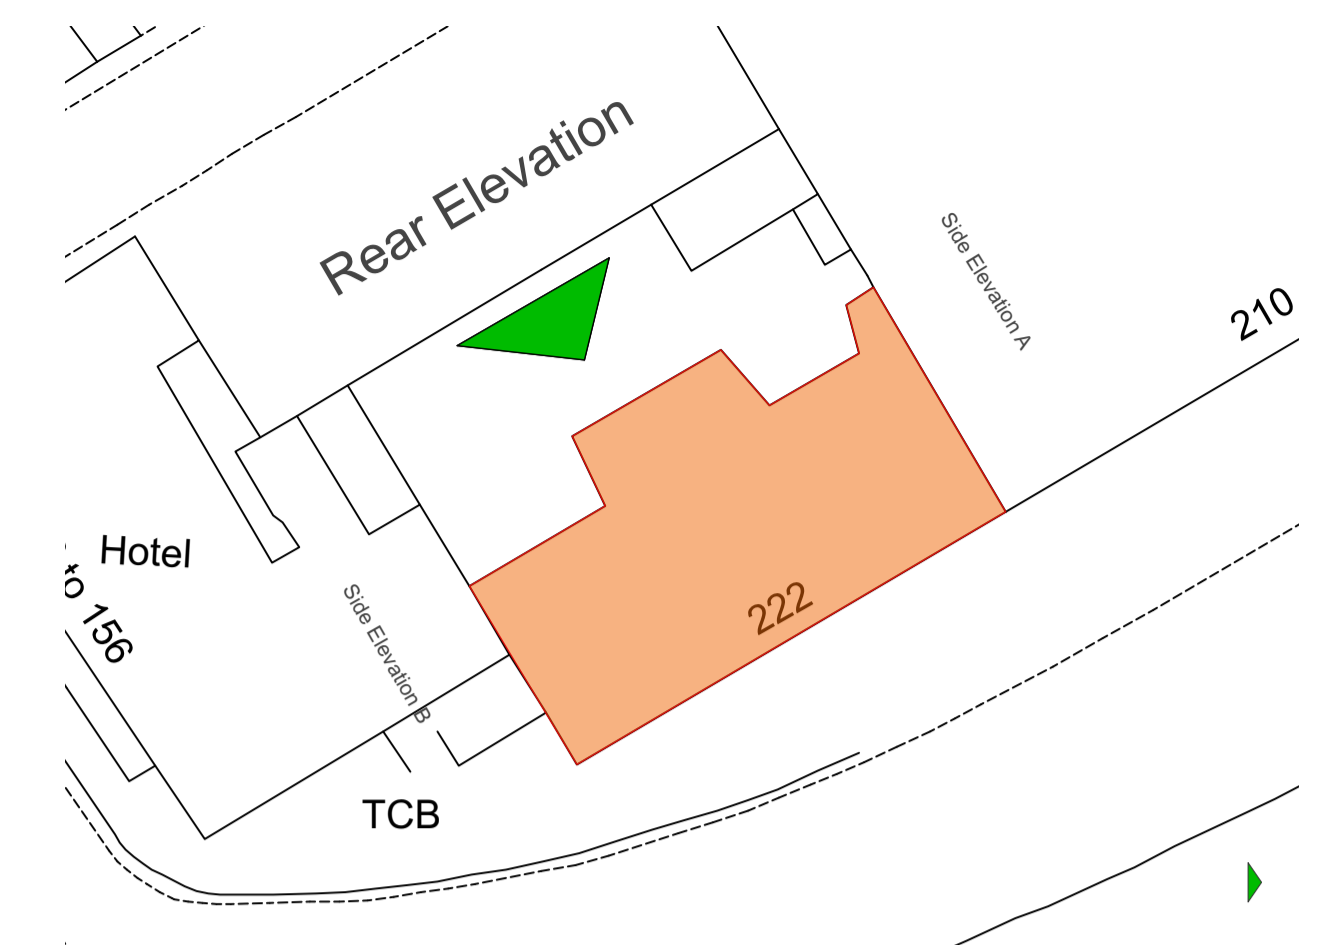 Rear Elevation
Side Elevation A
210
Hotel
to 156
Side Elevation B
222
TCB